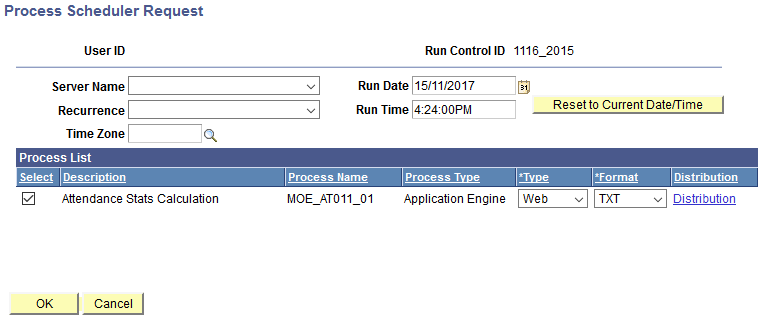 Process Scheduler Request
User ID Run Control ID 1116_2015
Server Name Run Date 15/11/2017 31
Recurrence Run Time 4:24:00PM Reset to Current Date/Time
Time Zone
Process List
Select Description Process Name Process Type *Type *Format Distribution
Attendance Stats Calculation MOE_AT011_01 Application Engine Web TXT Distribution
OK Cancel